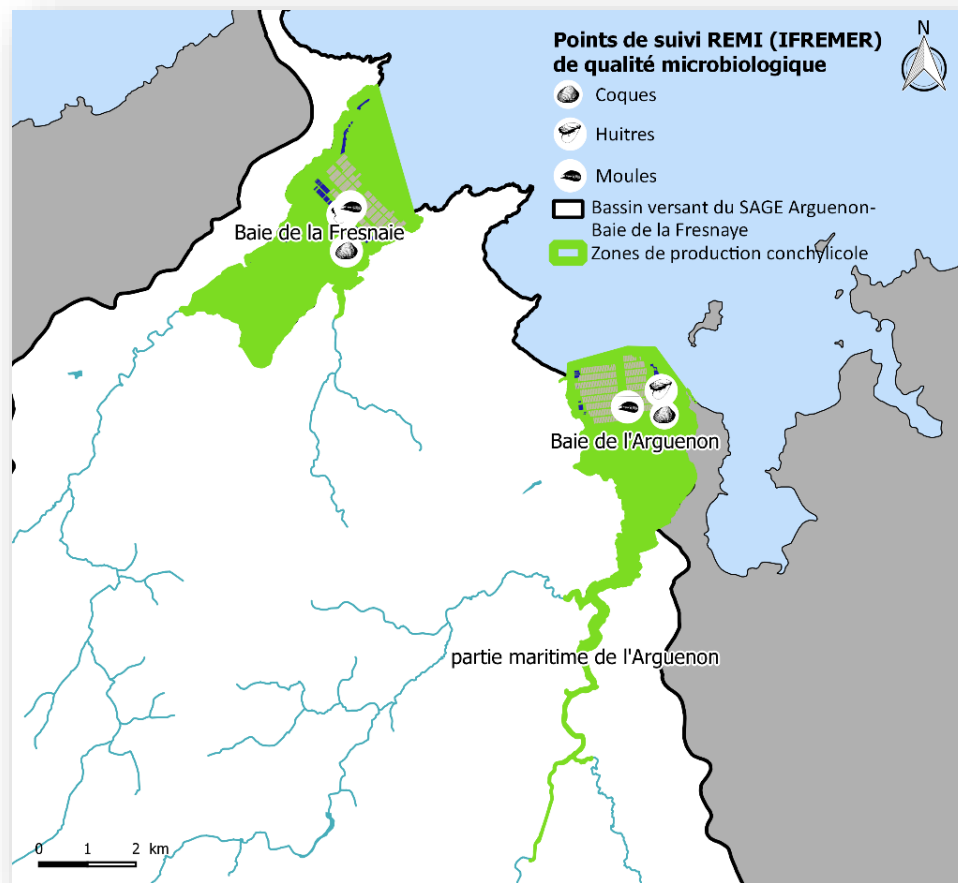 Points de suivi REMI (IFREMER)
de qualité microbiologique
N
Coques
Huitres
Moules
Bassin versant du SAGE Arguenon-
Baie de la Fresnaye
Zones de production conchylicole
Baie de la Fresnaie
Baie de l'Arguenon
partie maritime de l'Arguenon
0 1 2 km